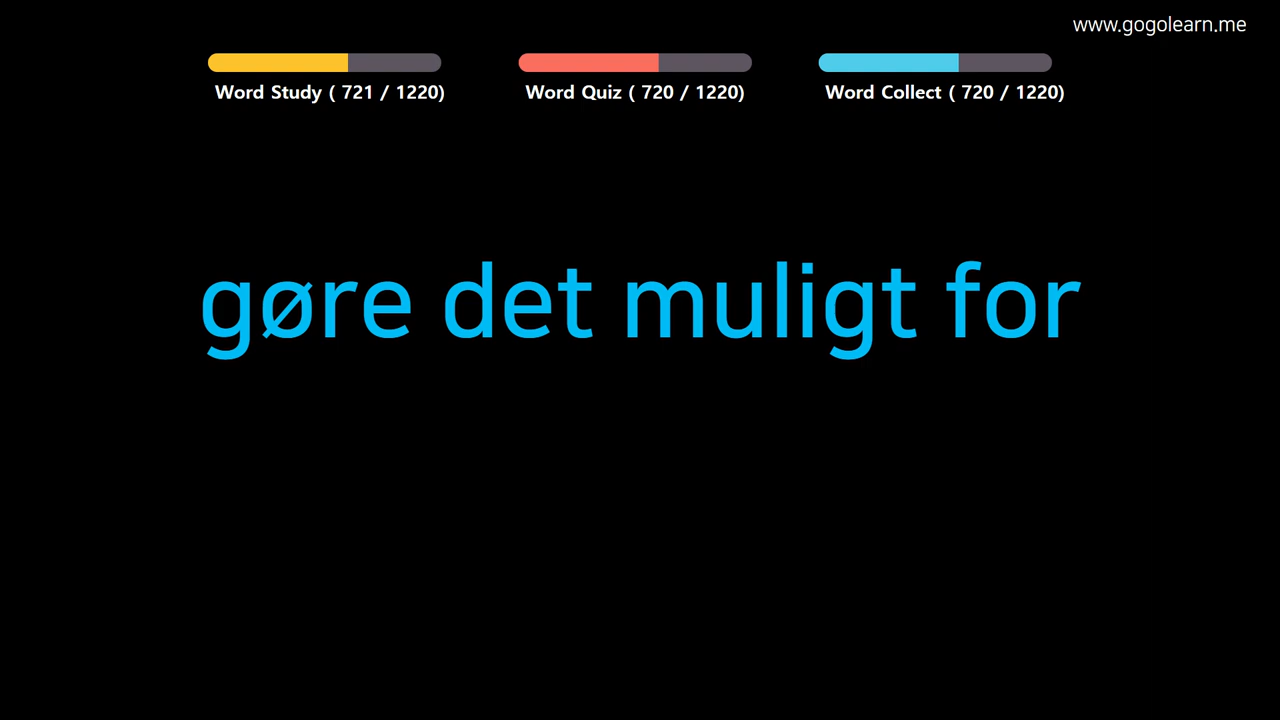 www.gogolearn.me
Word Study ( 721 / 1220)
Word Quiz ( 720 / 1220)
Word Collect ( 720 / 1220)
gøre det muligt for